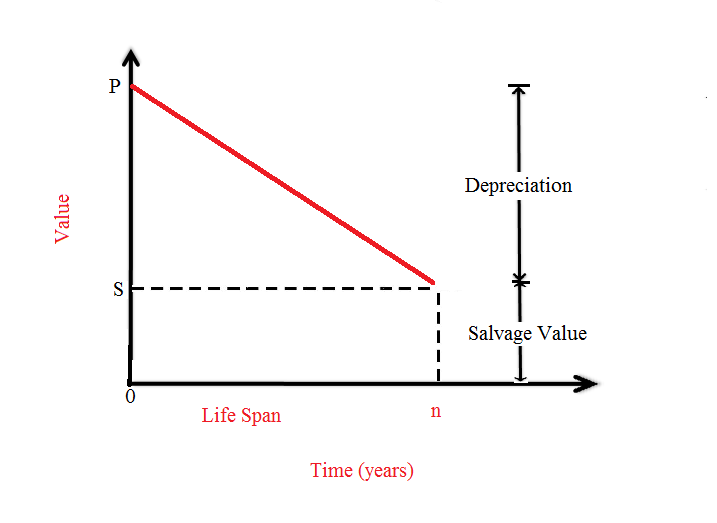 P
Depreciation
Value
S
Salvage Value
0
Life Span
n
Time (years)